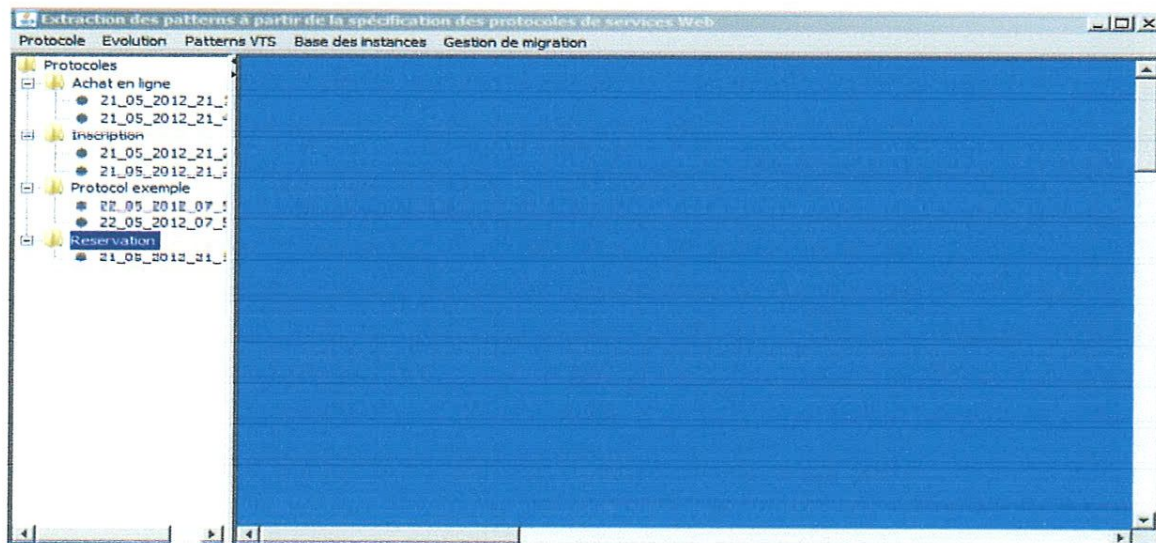 Extraction des patterns à partir de la spécification des protocoles de services Web
Protocole Evolution Patterns VTS Base des instances Gestion de migration
Protocoles
Achat en ligne
21_05_2012_21_
21_05_2012_21_
Inscription
21_05_2012_21_
21_05_2012_21_
Protocol exemple
22_05_2012_07_
22_05_2012_07_
Reservation
21_05_2012_21_